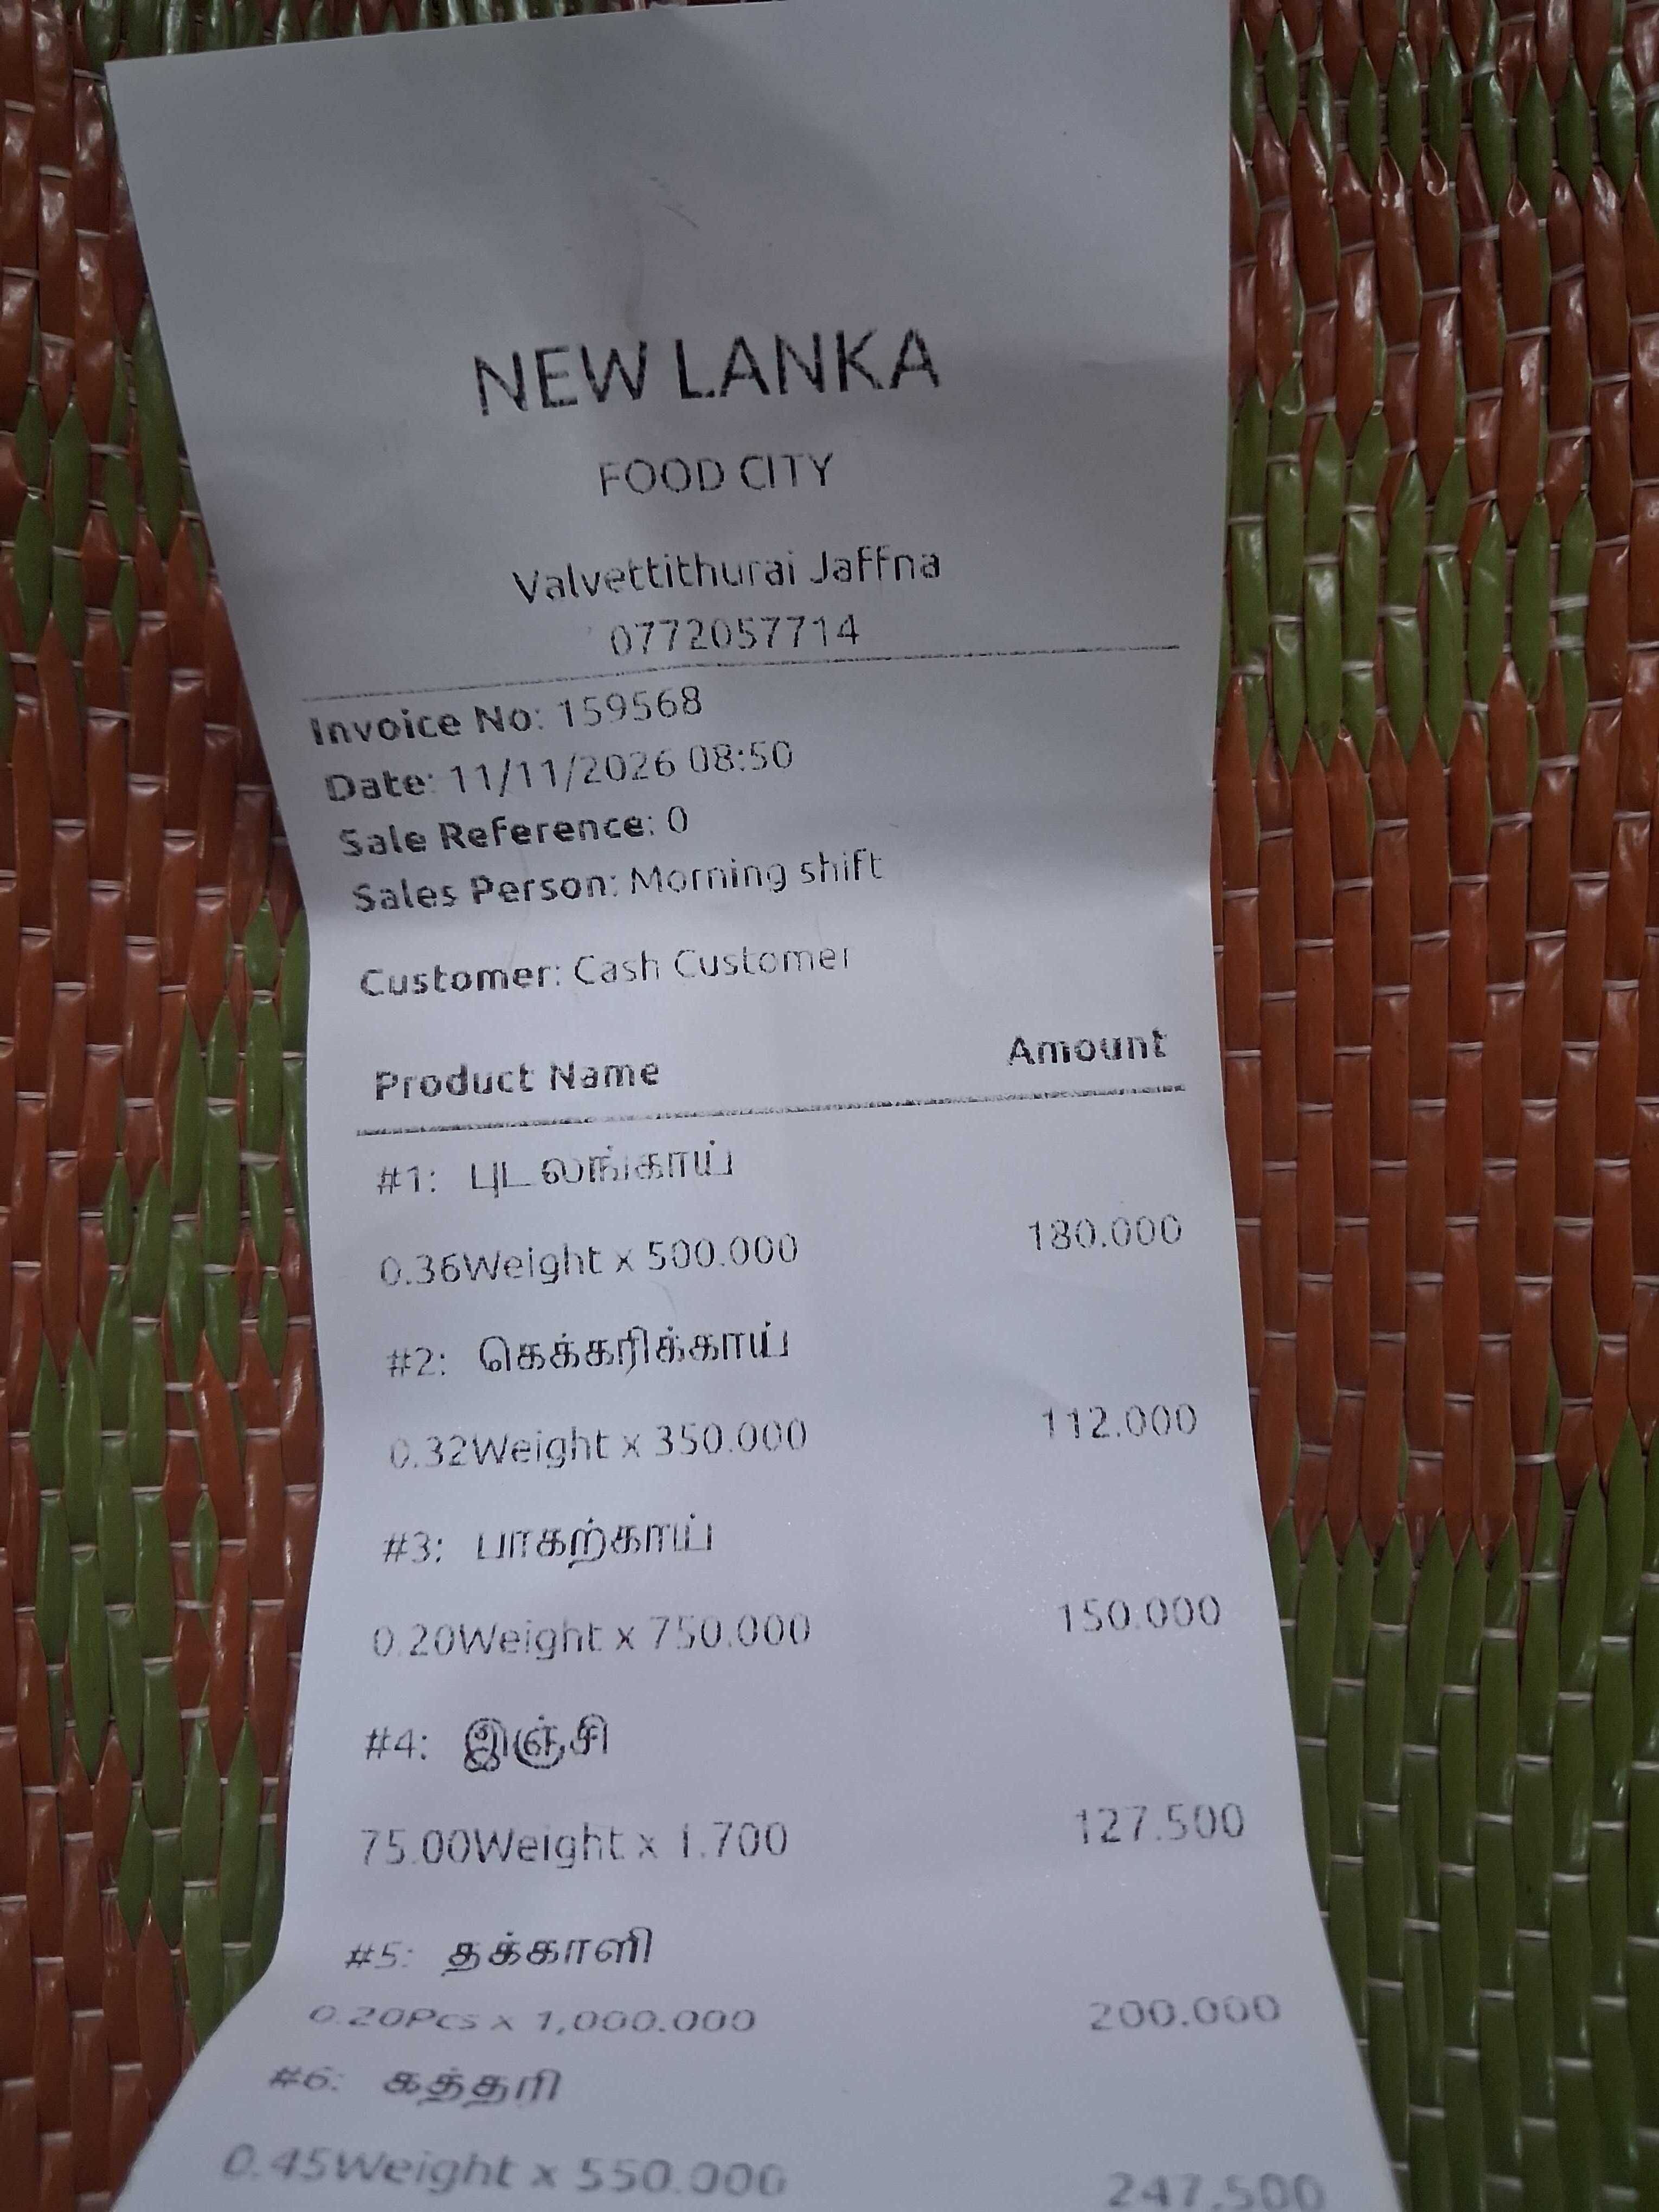 NEW LANKA
FOOD CITY
Valvettithurai Jaffna
0772057714
Invoice No: 159568
Date: 11/11/2026 08:50
Sale Reference: 0
Sales Person: Morning shift
Customer: Cash Customer
Product Name Amount
#1: புடலங்காய்
0.36Weight x 500.000 180.000
#2: கெக்கரிக்காய்
0.32Weight x 350.000 112.000
#3: பாகற்காய்
0.20Weight x 750.000 150.000
#4: இஞ்சி
75.00Weight x 1.700 127.500
#5: தக்காளி
0.20Pcs x 1,000.000 200.000
#6: கத்தரி
0.45Weight x 550.000 247.500